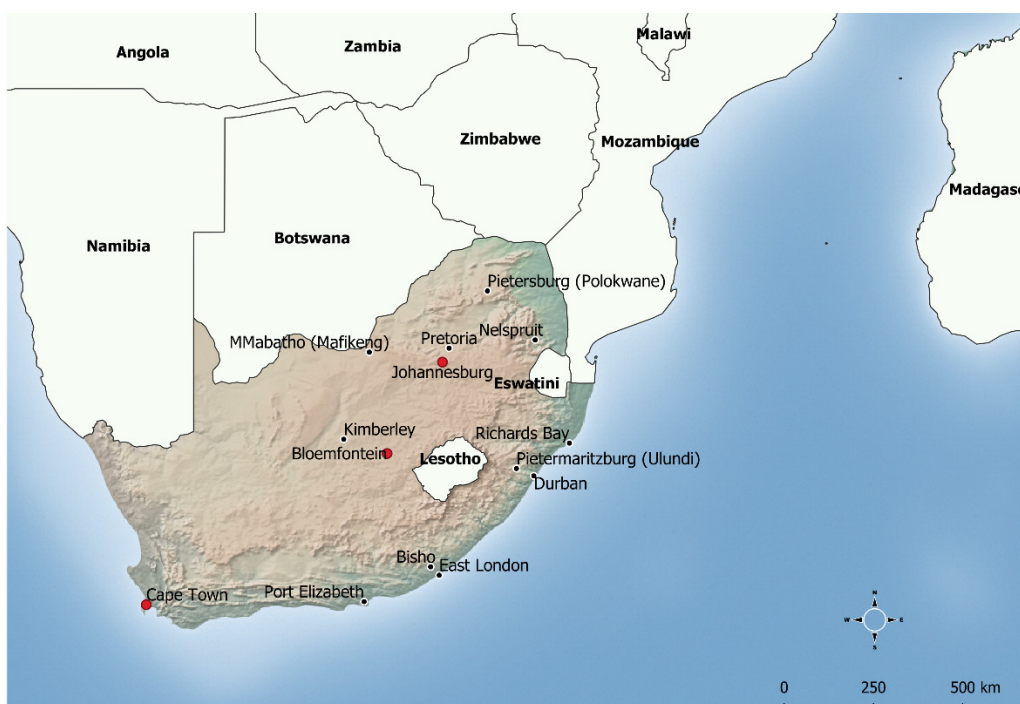 Malawi
Zambia
Angola
Zimbabwe
Mozambique
Madagasc
Namibia
Botswana
Pietersburg (Polokwane)
Nelspruit
Pretoria
MMabatho (Mafikeng)
Johannesburg
Eswatini
Kimberley
Richards Bay
Bloemfontein
Lesotho
Pietermaritzburg (Ulundi)
Durban
Bisho
East London
Port Elizabeth
Cape Town
N
W E
S
0 250 500 km